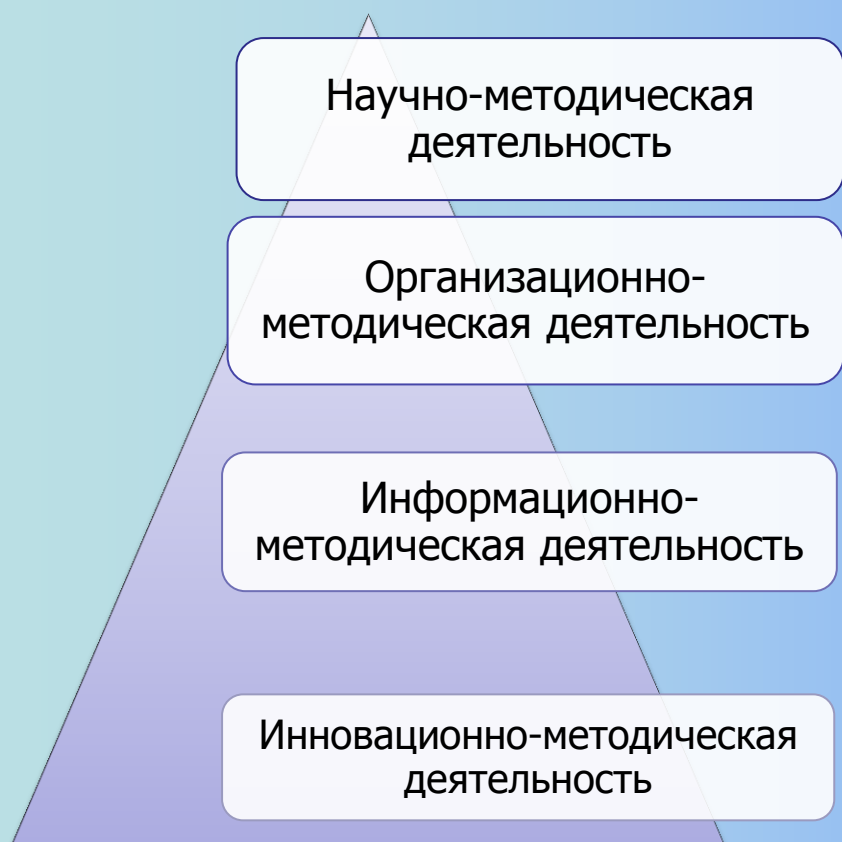 Научно-методическая
деятельность
Организационно-
методическая деятельность
Информационно-
методическая деятельность
Инновационно-методическая
деятельность